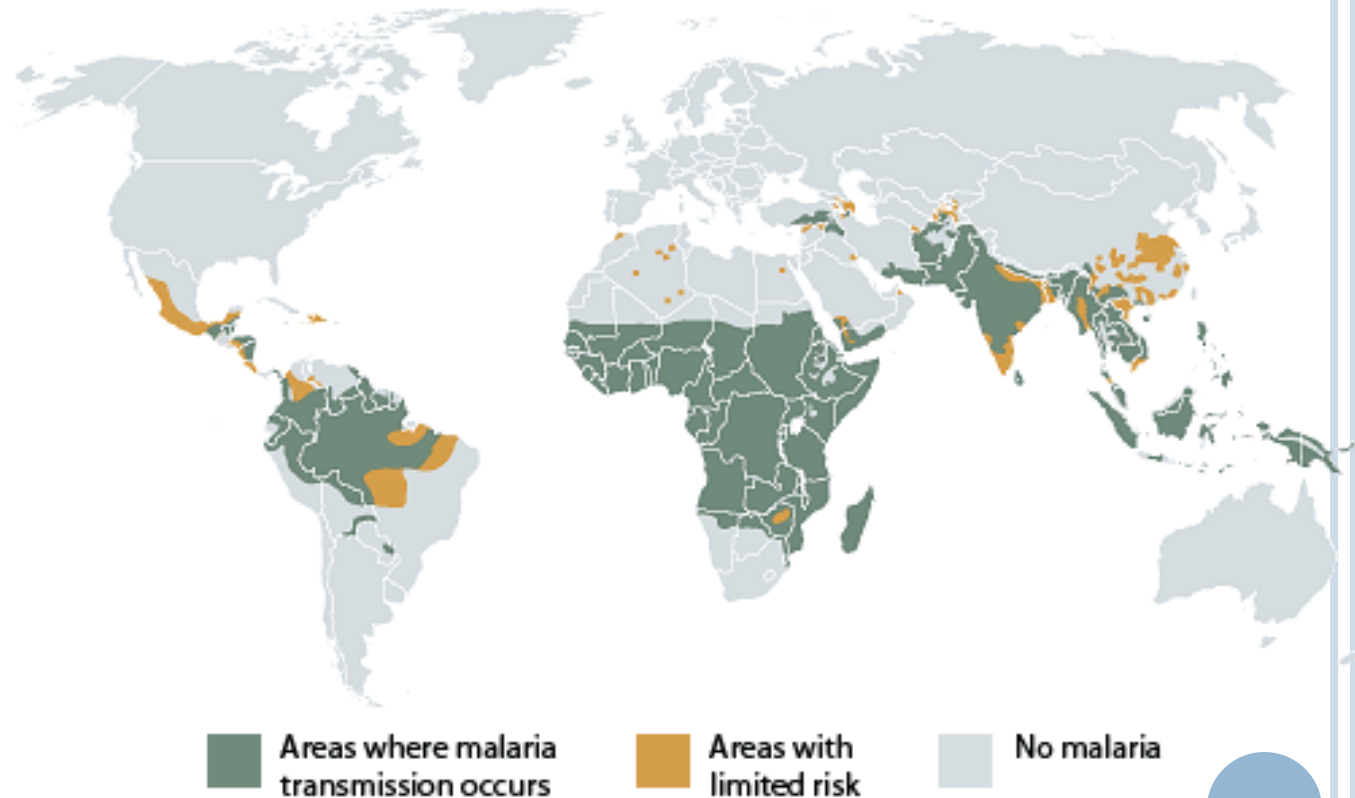 Areas where malaria
transmission occurs
Areas with
limited risk
No malaria